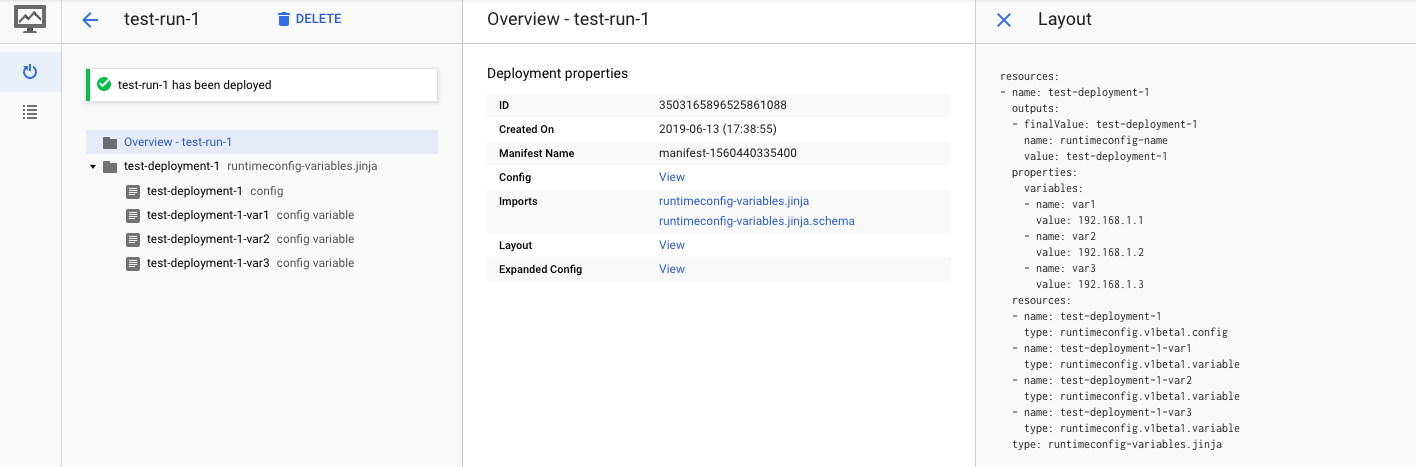 test-run-1
DELETE
test-run-1 has been deployed
Overview - test-run-1
test-deployment-1 runtimeconfig-variables.jinja
test-deployment-1 config
test-deployment-1-var1 config variable
test-deployment-1-var2 config variable
test-deployment-1-var3 config variable
Overview - test-run-1
Deployment properties
ID 3503165896525861088
Created On 2019-06-13 (17:38:55)
Manifest Name manifest-1560440335400
Config View
Imports runtimeconfig-variables.jinja
runtimeconfig-variables.jinja.schema
Layout View
Expanded Config View
Layout
resources:
- name: test-deployment-1
  outputs:
  - finalValue: test-deployment-1
    name: runtimeconfig-name
    value: test-deployment-1
  properties:
    variables:
    - name: var1
      value: 192.168.1.1
    - name: var2
      value: 192.168.1.2
    - name: var3
      value: 192.168.1.3
  resources:
  - name: test-deployment-1
    type: runtimeconfig.v1beta1.config
  - name: test-deployment-1-var1
    type: runtimeconfig.v1beta1.variable
  - name: test-deployment-1-var2
    type: runtimeconfig.v1beta1.variable
  - name: test-deployment-1-var3
    type: runtimeconfig.v1beta1.variable
  type: runtimeconfig-variables.jinja